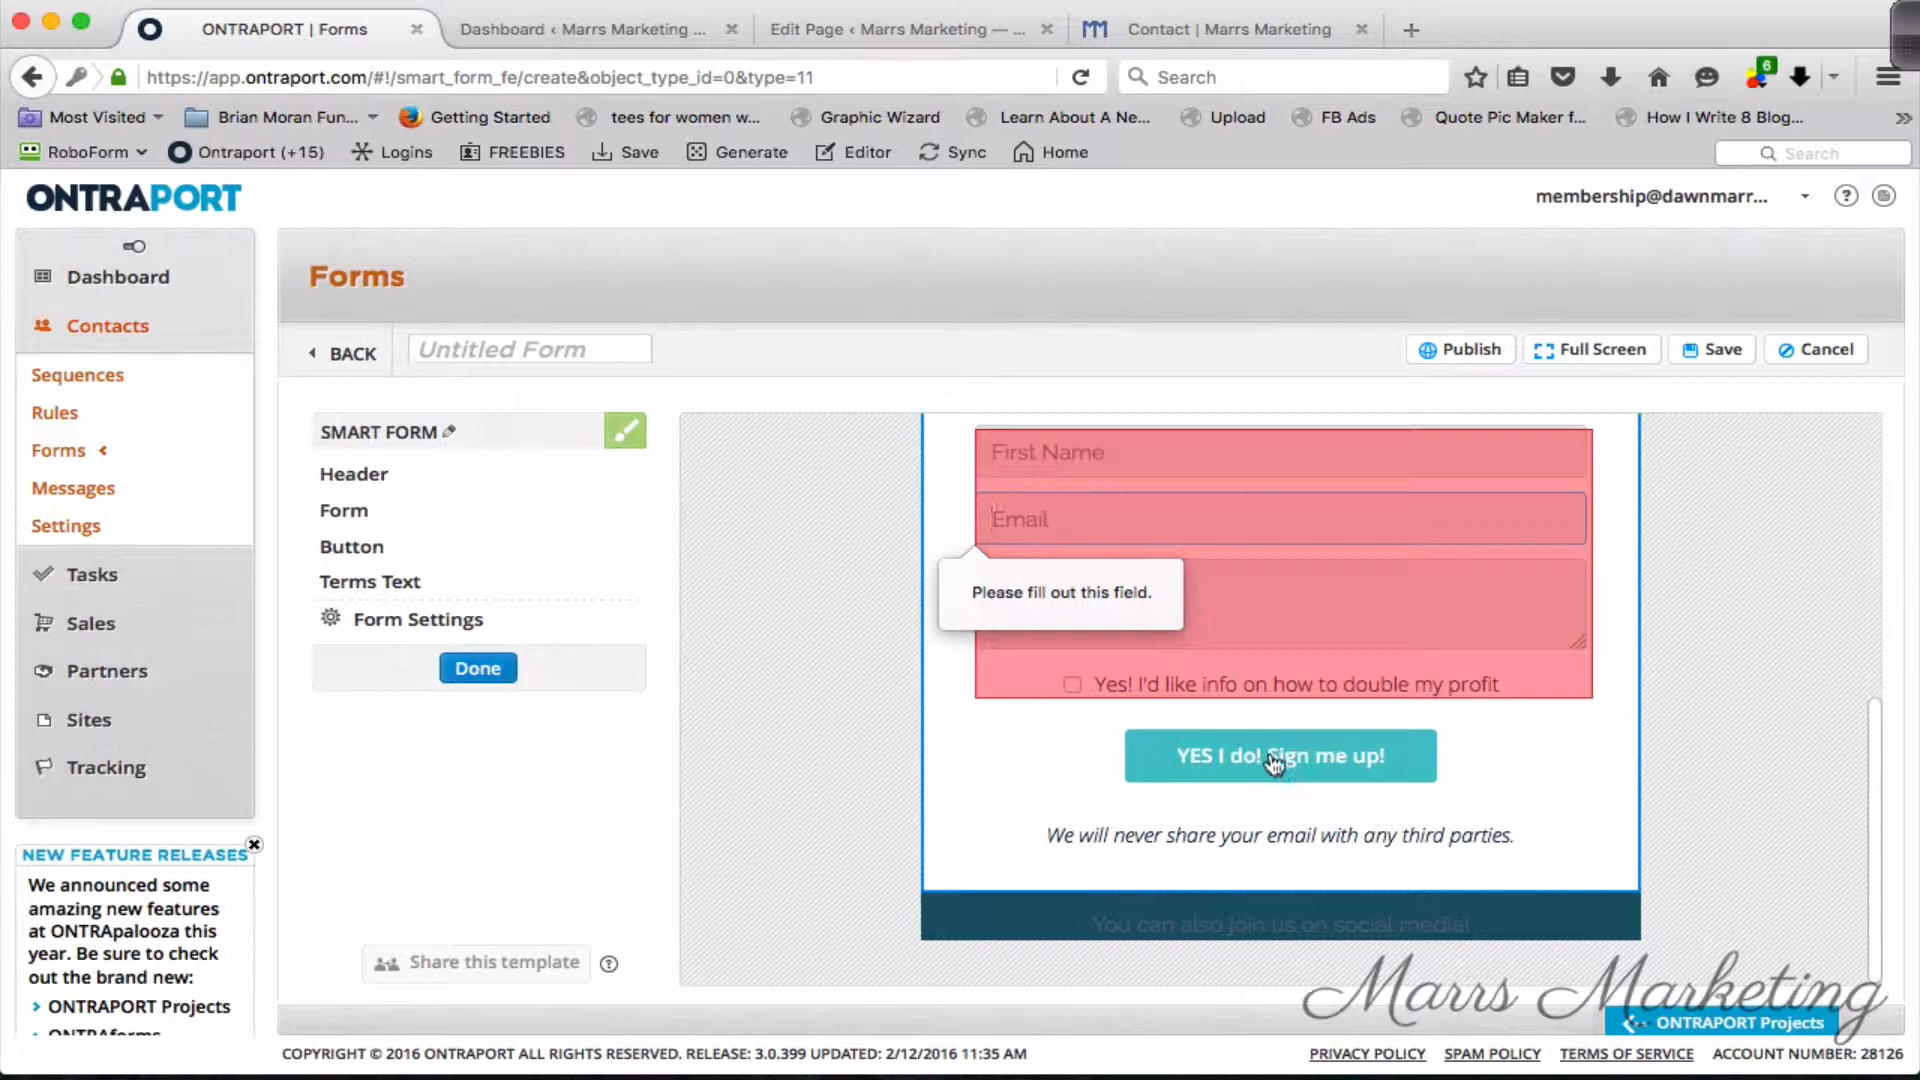 ONTRAPORT | Forms
Dashboard ‹ Marrs Marketing ...
Edit Page ‹ Marrs Marketing — ...
Contact | Marrs Marketing
https://app.ontraport.com/#!/smart_form_fe/create&object_type_id=0&type=11
Search
6
Most Visited
Brian Moran Fun...
Getting Started
tees for women w...
Graphic Wizard
Learn About A Ne...
Upload
FB Ads
Quote Pic Maker f...
How I Write 8 Blog...
RoboForm
Ontraport (+15)
Logins
FREEBIES
Save
Generate
Editor
Sync
Home
Search
ONTRAPORT
membership@dawnmarr...
Dashboard
Contacts
Sequences
Rules
Forms
Messages
Settings
Tasks
Sales
Partners
Sites
Tracking
NEW FEATURE RELEASES
We announced some
amazing new features
at ONTRApalooza this
year. Be sure to check
out the brand new:
ONTRAPORT Projects
ONTRAforms
Forms
BACK
Untitled Form
Publish
Full Screen
Save
Cancel
SMART FORM
Header
Form
Button
Terms Text
Form Settings
Done
Share this template
First Name
Email
Please fill out this field.
Yes! I'd like info on how to double my profit
YES I do! Sign me up!
We will never share your email with any third parties.
You can also join us on social media!
Marrs Marketing
ONTRAPORT Projects
COPYRIGHT © 2016 ONTRAPORT ALL RIGHTS RESERVED. RELEASE: 3.0.399 UPDATED: 2/12/2016 11:35 AM
PRIVACY POLICY
SPAM POLICY
TERMS OF SERVICE
ACCOUNT NUMBER: 28126